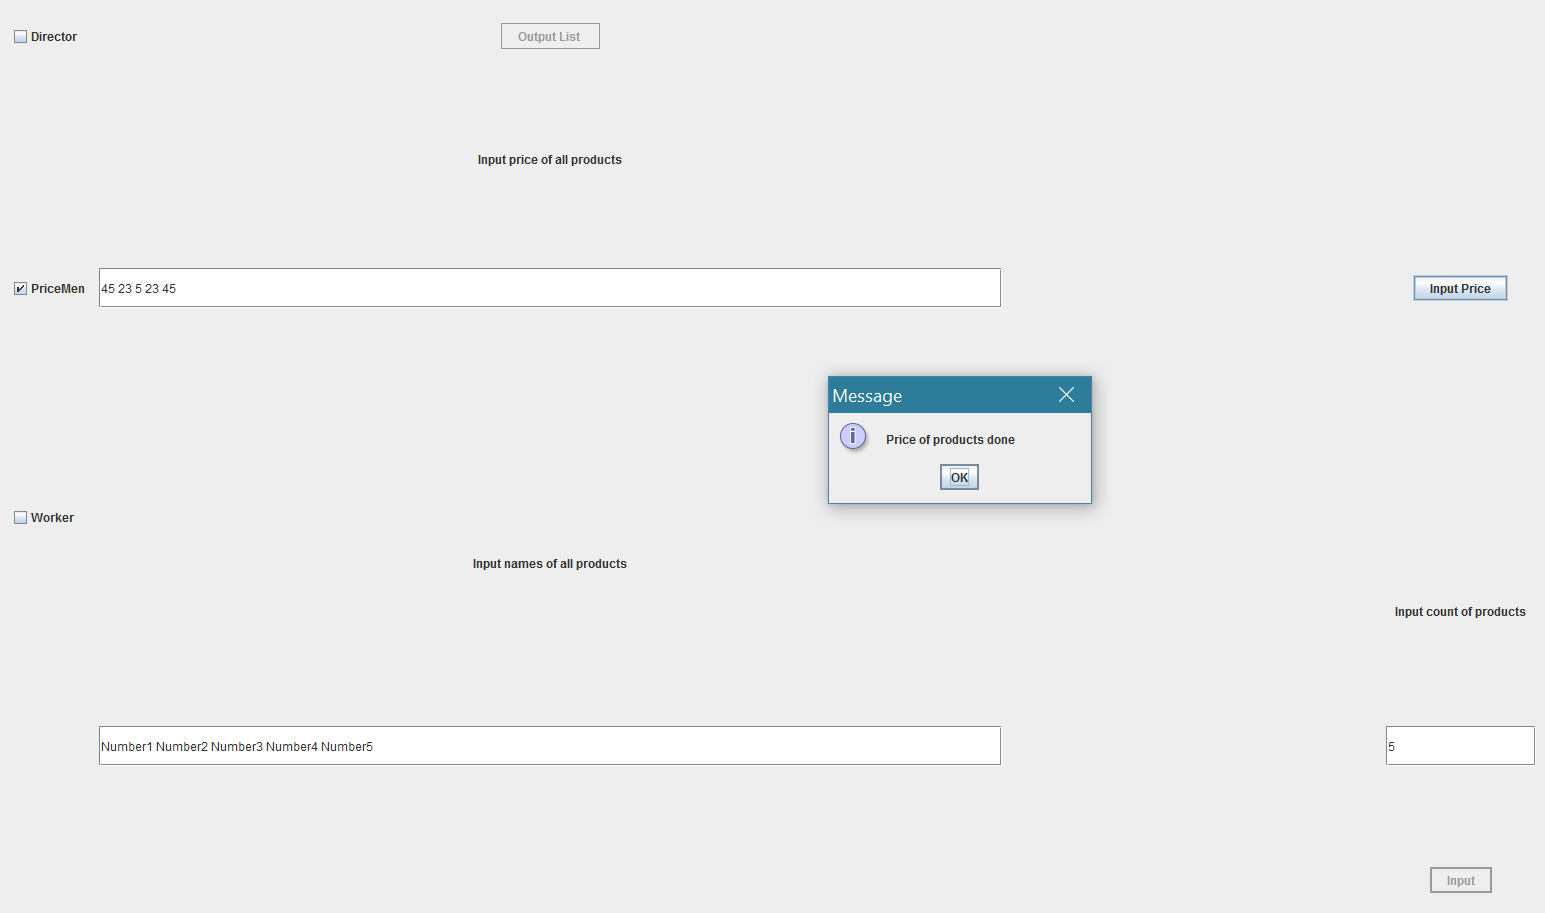 Director
Output List
Input price of all products
PriceMen
45 23 5 23 45
Input Price
Message
Price of products done
OK
Worker
Input names of all products
Input count of products
Number1 Number2 Number3 Number4 Number5
5
Input